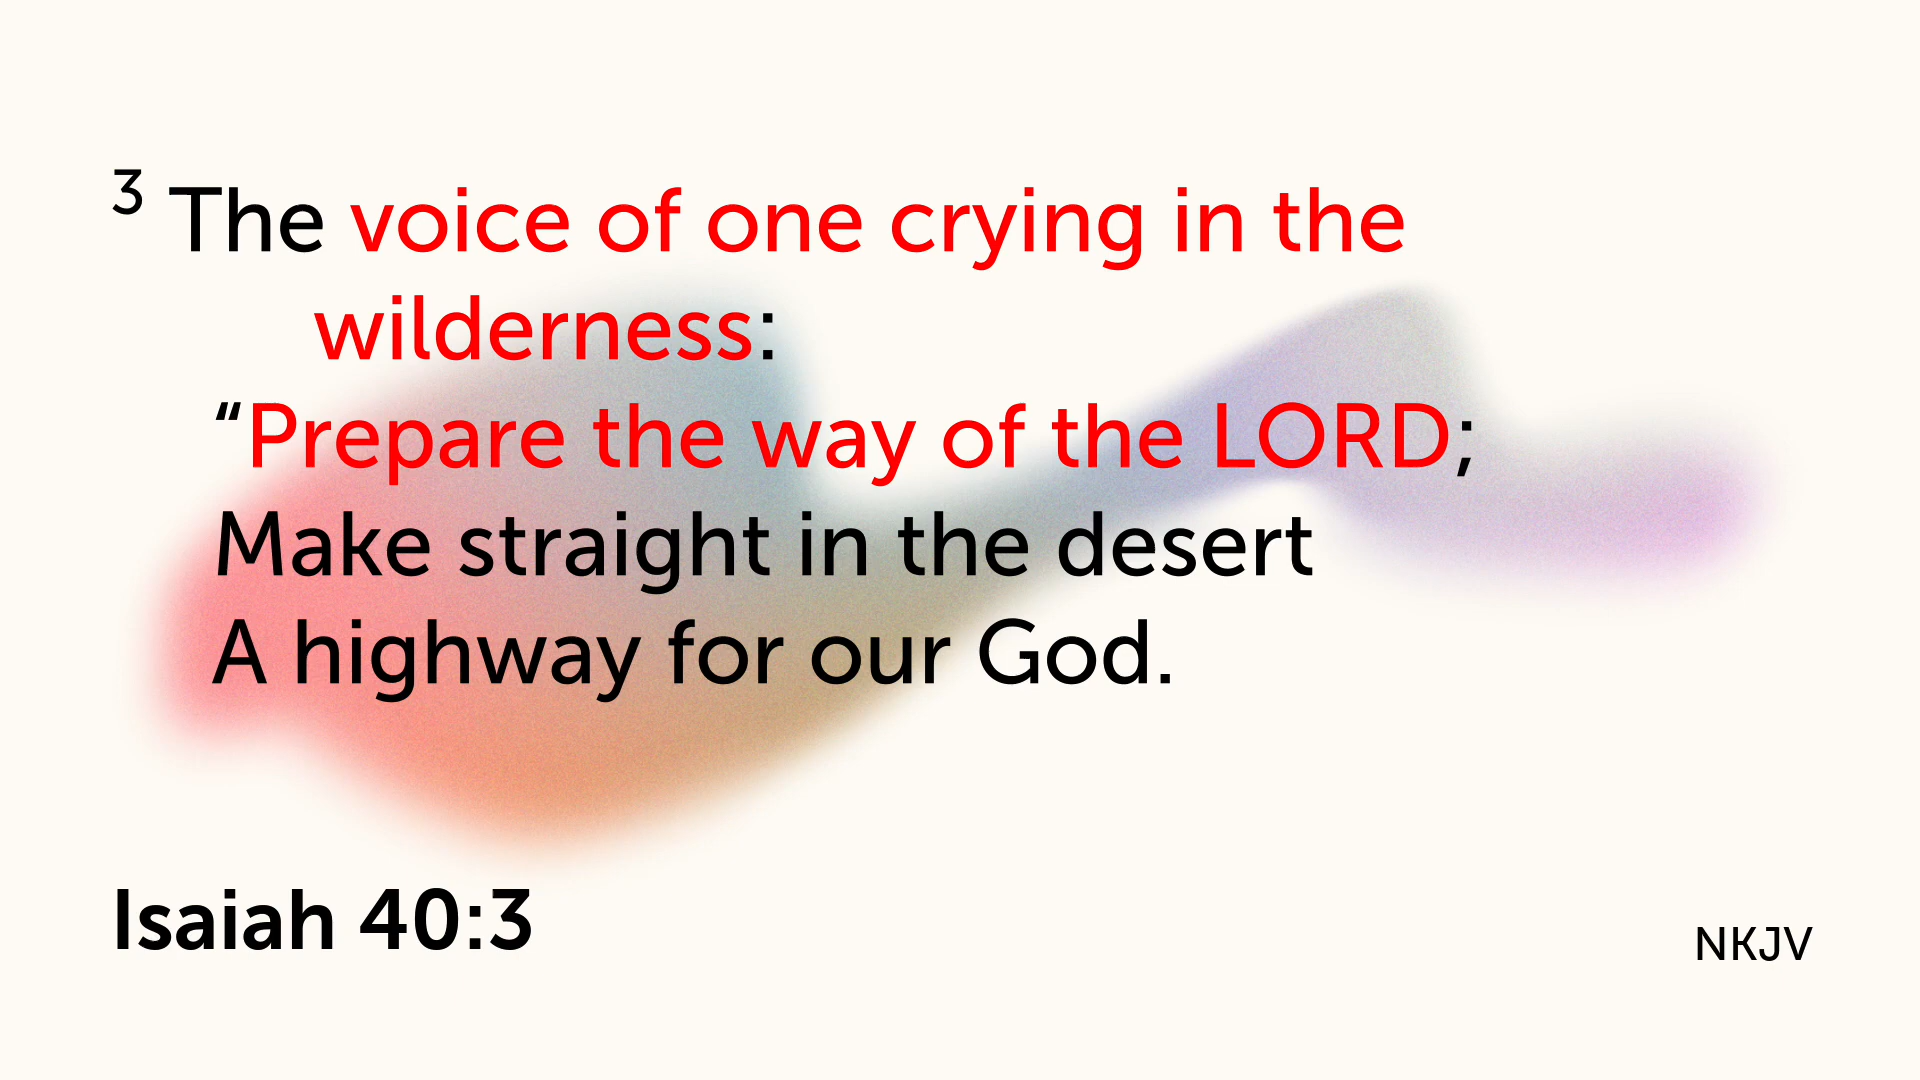 3 The voice of one crying in the
wilderness:
“Prepare the way of the LORD;
Make straight in the desert
A highway for our God.
Isaiah 40:3
NKJV